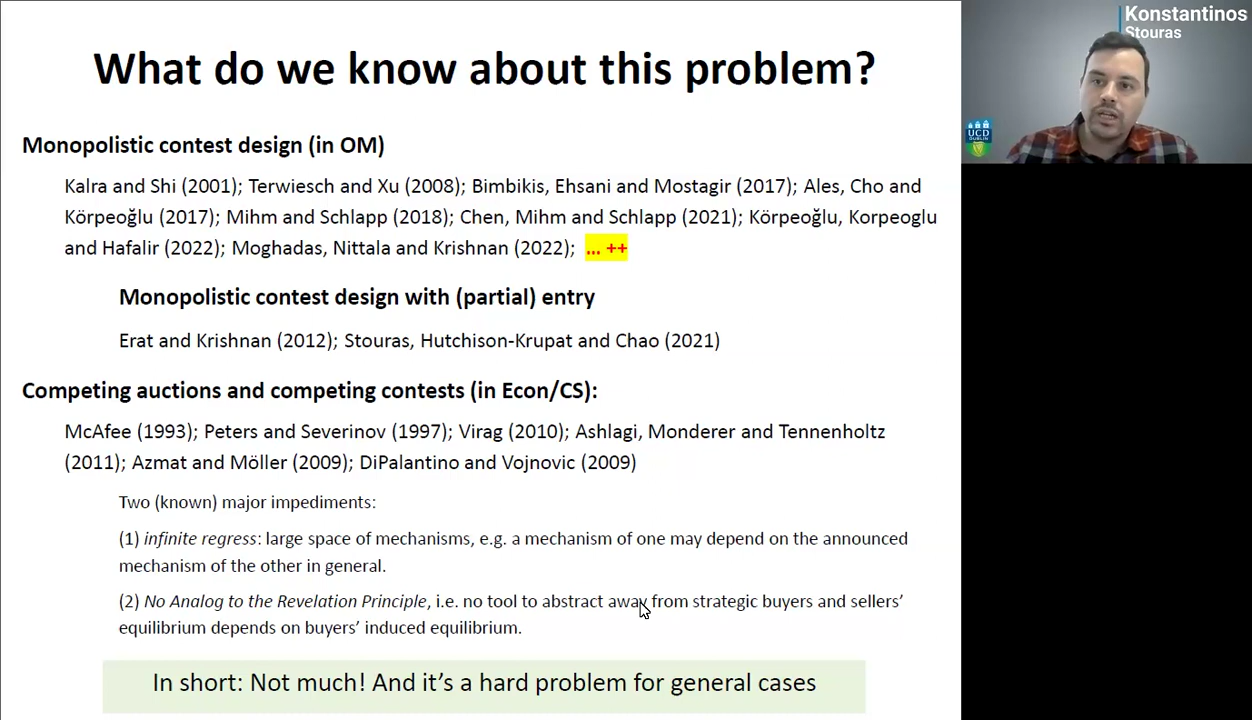 What do we know about this problem?
Monopolistic contest design (in OM)
Kalra and Shi (2001); Terwiesch and Xu (2008); Bimbikis, Ehsani and Mostagir (2017); Ales, Cho and
Körpeoğlu (2017); Mihm and Schlapp (2018); Chen, Mihm and Schlapp (2021); Körpeoğlu, Korpeoglu
and Hafalir (2022); Moghadas, Nittala and Krishnan (2022); ... ++
Monopolistic contest design with (partial) entry
Erat and Krishnan (2012); Stouras, Hutchison-Krupat and Chao (2021)
Competing auctions and competing contests (in Econ/CS):
McAfee (1993); Peters and Severinov (1997); Virag (2010); Ashlagi, Monderer and Tennenholtz
(2011); Azmat and Möller (2009); DiPalantino and Vojnovic (2009)
Two (known) major impediments:
(1) infinite regress: large space of mechanisms, e.g. a mechanism of one may depend on the announced
mechanism of the other in general.
(2) No Analog to the Revelation Principle, i.e. no tool to abstract away from strategic buyers and sellers'
equilibrium depends on buyers' induced equilibrium.
In short: Not much! And it's a hard problem for general cases
Konstantinos
Stouras
UCD
DUBLIN